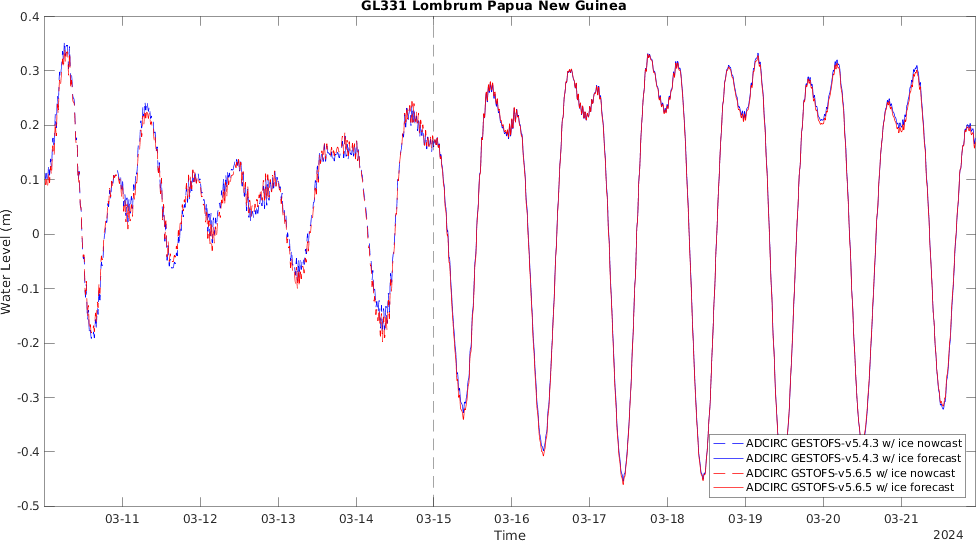 GL331 Lombrum Papua New Guinea
0.4
0.3
0.2
0.1
0
-0.1
-0.2
-0.3
-0.4
-0.5
Water Level (m)
ADCIRC GESTOFS-v5.4.3 w/ ice nowcast
ADCIRC GESTOFS-v5.4.3 w/ ice forecast
ADCIRC GSTOFS-v5.6.5 w/ ice nowcast
ADCIRC GSTOFS-v5.6.5 w/ ice forecast
03-11 03-12 03-13 03-14 03-15 03-16 03-17 03-18 03-19 03-20 03-21
Time
2024